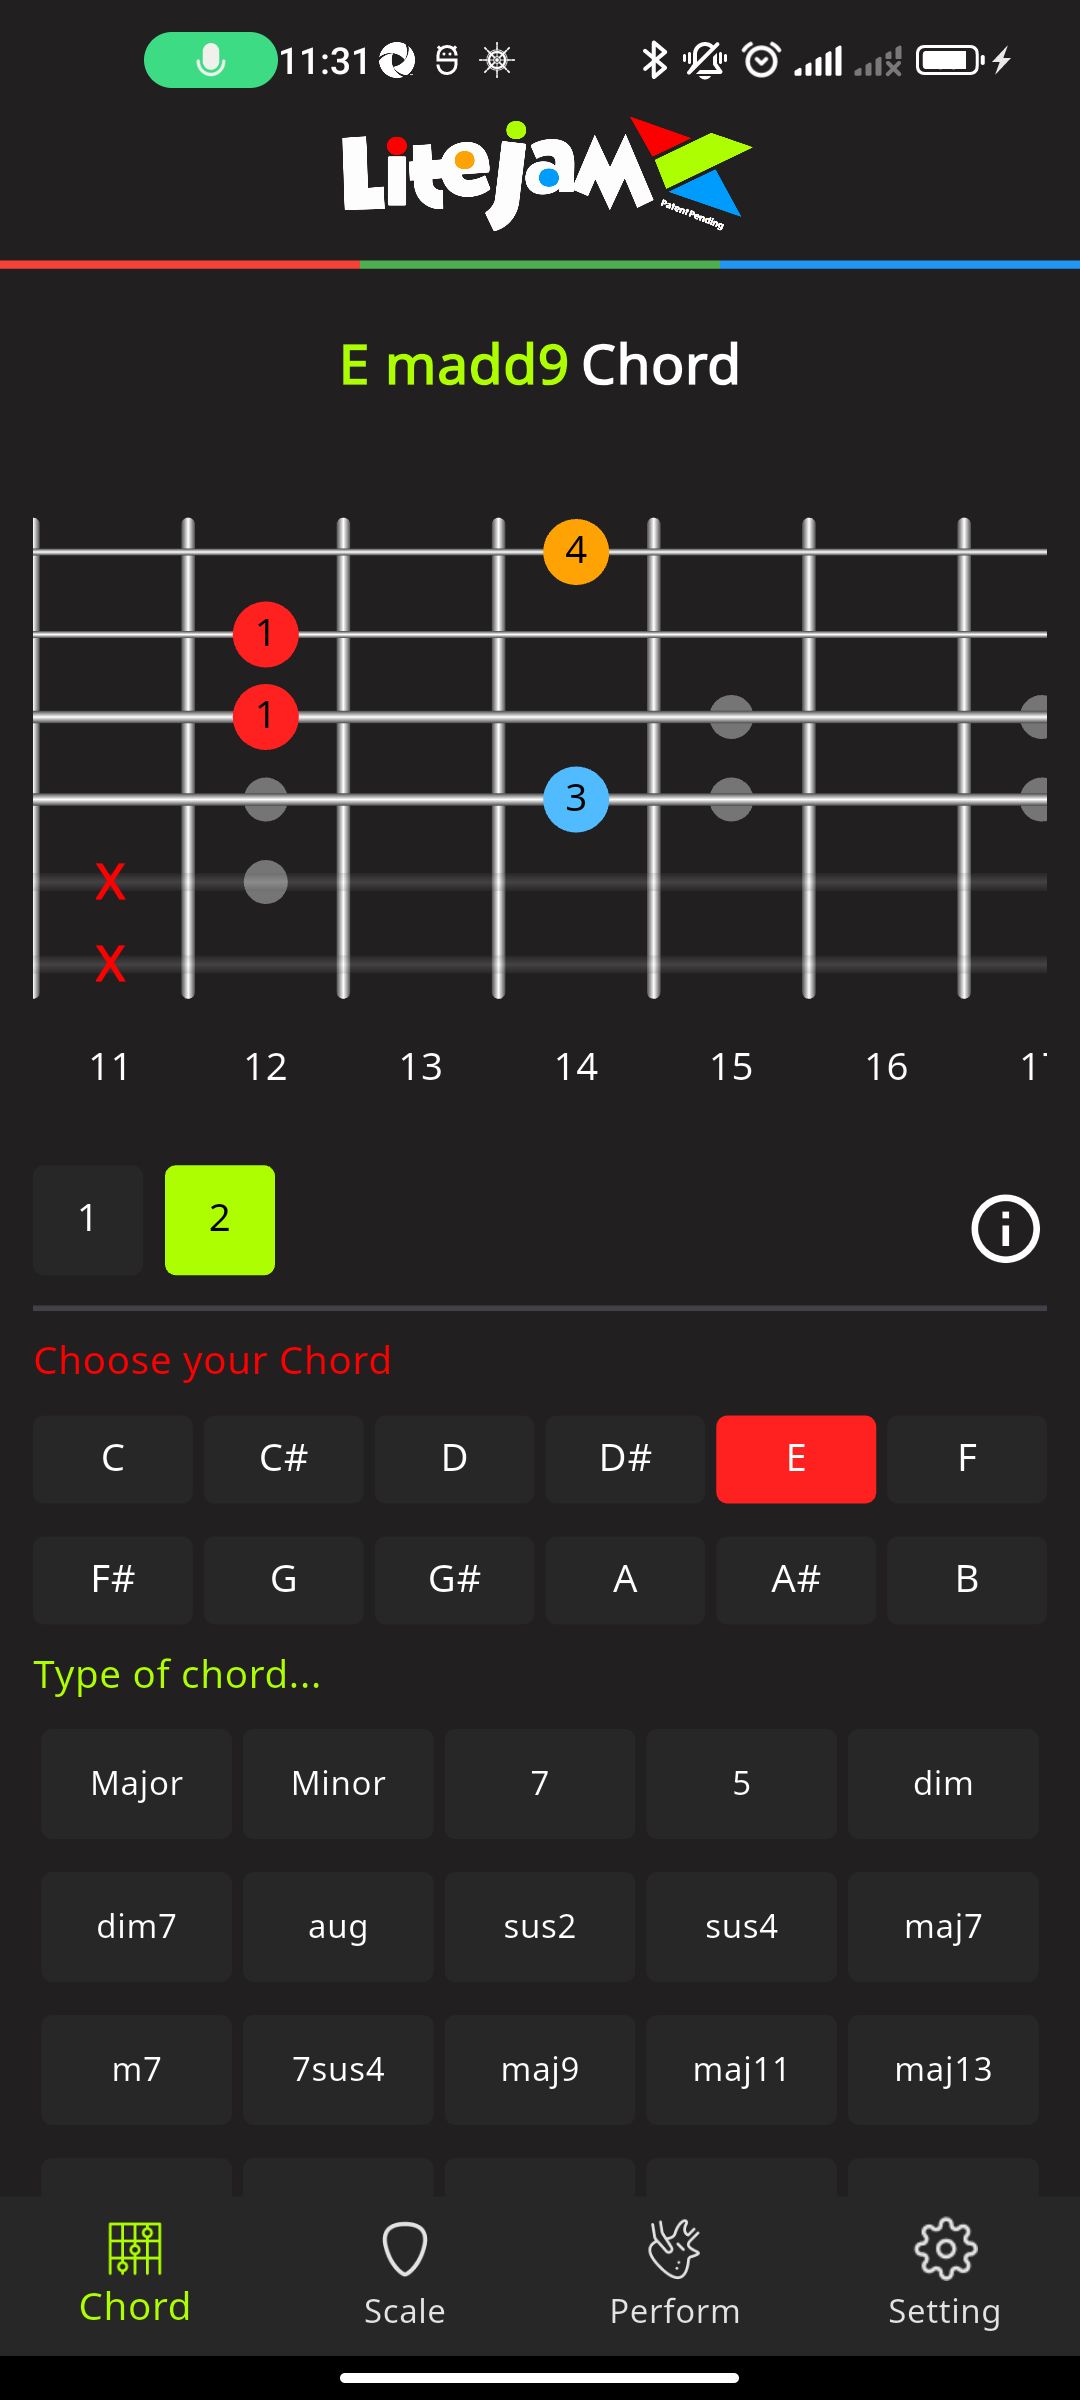 11:31
Litejam
Patent Pending
E madd9 Chord
4
1
1
3
X
X
11 12 13 14 15 16
1 2
Choose your Chord
C C# D D# E F
F# G G# A A# B
Type of chord...
Major Minor 7 5 dim
dim7 aug sus2 sus4 maj7
m7 7sus4 maj9 maj11 maj13
Chord Scale Perform Setting